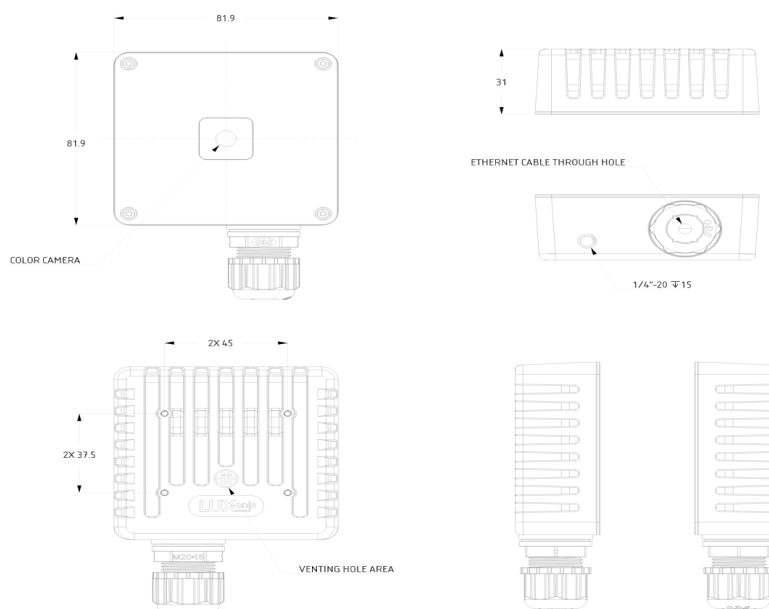 81.9
81.9
31
ETHERNET CABLE THROUGH HOLE
COLOR CAMERA
1/4"-20 ↧15
2X 45
2X 37.5
LUXonis
VENTING HOLE AREA
M20×1.5